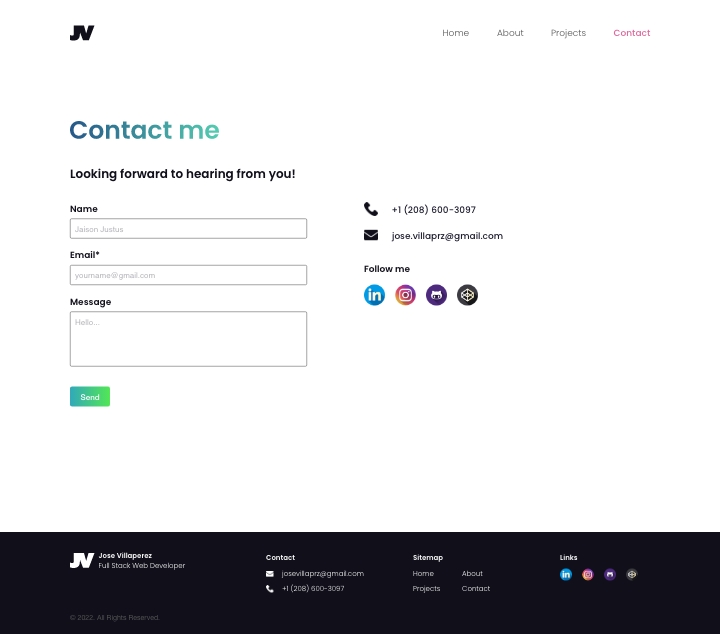 JV
Home About Projects Contact
Contact me
Looking forward to hearing from you!
Name
Jaison Justus
Email*
yourname@gmail.com
Message
Hello...
Send
+1 (208) 600-3097
jose.villaprz@gmail.com
Follow me
in
JV
Jose Villaperez
Full Stack Web Developer
Contact
josevillaprz@gmail.com
+1 (208) 600-3097
Sitemap
Home About
Projects Contact
Links
in
© 2022. All Rights Reserved.